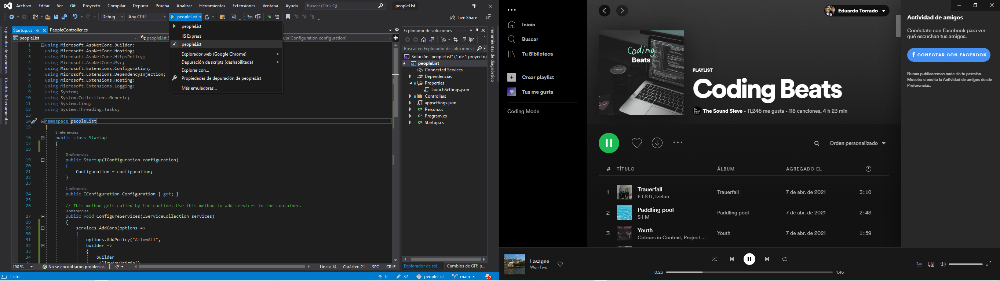 Archivo Editar Ver Git Proyecto Compilar Depurar Prueba Analizar Herramientas Extensiones Ventana Ayuda Buscar (Ctrl+Q) peopleList
Debug Any CPU peopleList Live Share
Explorador de servidores
Cuadro de herramientas
Startup.cs PeopleController.cs
peopleList peopleList.S up(IConfiguration configuration)
peopleList
IIS Express
peopleList
Explorador web (Google Chrome)
Depuración de scripts (deshabilitada)
Explorar con...
Propiedades de depuración de peopleList
Más emuladores...
1 using Microsoft.AspNetCore.Builder;
2 using Microsoft.AspNetCore.Hosting;
3 using Microsoft.AspNetCore.HttpsPolicy;
4 using Microsoft.AspNetCore.Mvc;
5 using Microsoft.Extensions.Configuration;
6 using Microsoft.Extensions.DependencyInjection;
7 using Microsoft.Extensions.Hosting;
8 using Microsoft.Extensions.Logging;
9 using System;
10 using System.Collections.Generic;
11 using System.Linq;
12 using System.Threading.Tasks;
13
14 namespace peopleList
15 {
2 referencias
16 public class Startup
17 {
18
0 referencias
19 public Startup(IConfiguration configuration)
20 {
21 Configuration = configuration;
22 }
23
1 referencia
24 public IConfiguration Configuration { get; }
25
26 // This method gets called by the runtime. Use this method to add services to the container.
0 referencias
27 public void ConfigureServices(IServiceCollection services)
28 {
29 services.AddCors(options =>
30 {
31 options.AddPolicy("AllowAll",
32 builder =>
33 {
34 builder
.AllowAnyOrigin()
100 % No se encontraron problemas. Línea: 14 Carácter: 21 SPC CRLF
Listo 0 32 peopleList main 2
Explorador de soluciones
Buscar en Explorador de soluciones (
Solución "peopleList" (1 de 1 proyecto)
peopleList
Connected Services
Dependencias
Properties
launchSettings.json
Controllers
appsettings.json
C# Person.cs
C# Program.cs
C# Startup.cs
Explorador de sol... Cambios de GIT: p...
Herramientas de diagnóstico
Inicio
Buscar
Tu Biblioteca
Crear playlist
Tus me gusta
Coding Mode
Eduardo Torrado
Coding
Beats
PLAYLIST
Coding Beats
The Sound Sieve • 11,246 me gusta • 118 canciones, 4 h 23 min
Orden personalizado
# TÍTULO ÁLBUM AGREGADO EL
1 Trauerfall Trauerfall 7 de abr. de 2021 3:10
E I S U, tzelun
2 Paddling pool Paddling pool 7 de abr. de 2021 2:48
S I M
3 Youth Youth 7 de abr. de 2021 1:59
Colours in Context, Project ...
Actividad de amigos
Conéctate con Facebook para ver
qué escuchan tus amigos.
CONECTAR CON FACEBOOK
Nunca publicaremos nada sin tu permiso.
Muestra u oculta la Actividad de amigos desde
Preferencias.
Lasagne
Wun Two
0:23 1:46